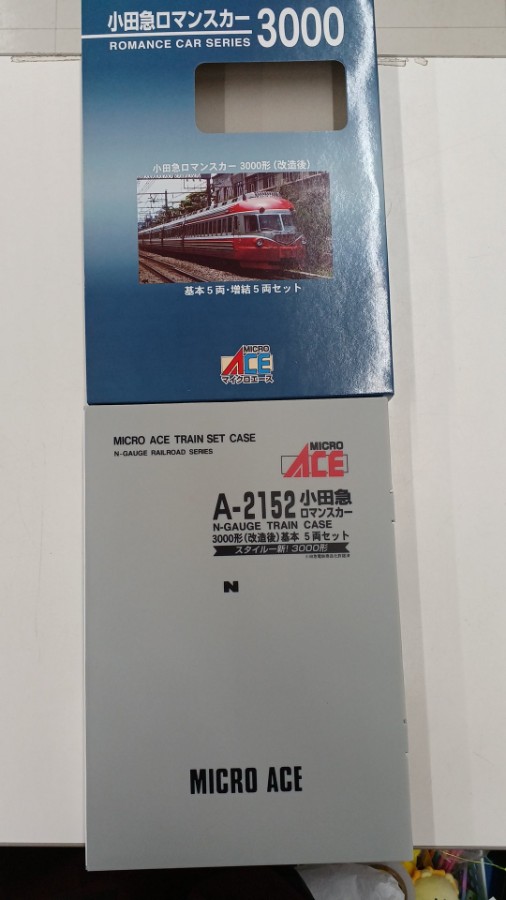 小田急ロマンスカー 3000
ROMANCE CAR SERIES
小田急ロマンスカー 3000形(改造後)
基本5両・増結5両セット
MICRO
ACE
マイクロエース
MICRO ACE TRAIN SET CASE
N-GAUGE RAILROAD SERIES
MICRO
ACE
A-2152 小田急
ロマンスカー
N-GAUGE TRAIN CASE
3000形(改造後)基本 5両セット
スタイル一新! 3000形
N
MICRO ACE